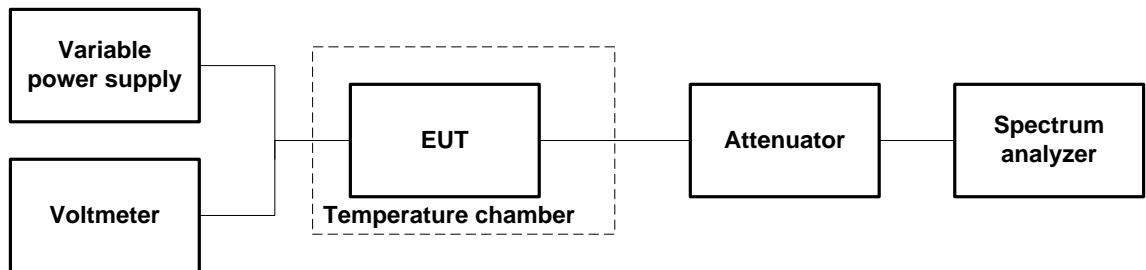 Variable
power supply
Voltmeter
EUT
Temperature chamber
Attenuator
Spectrum
analyzer